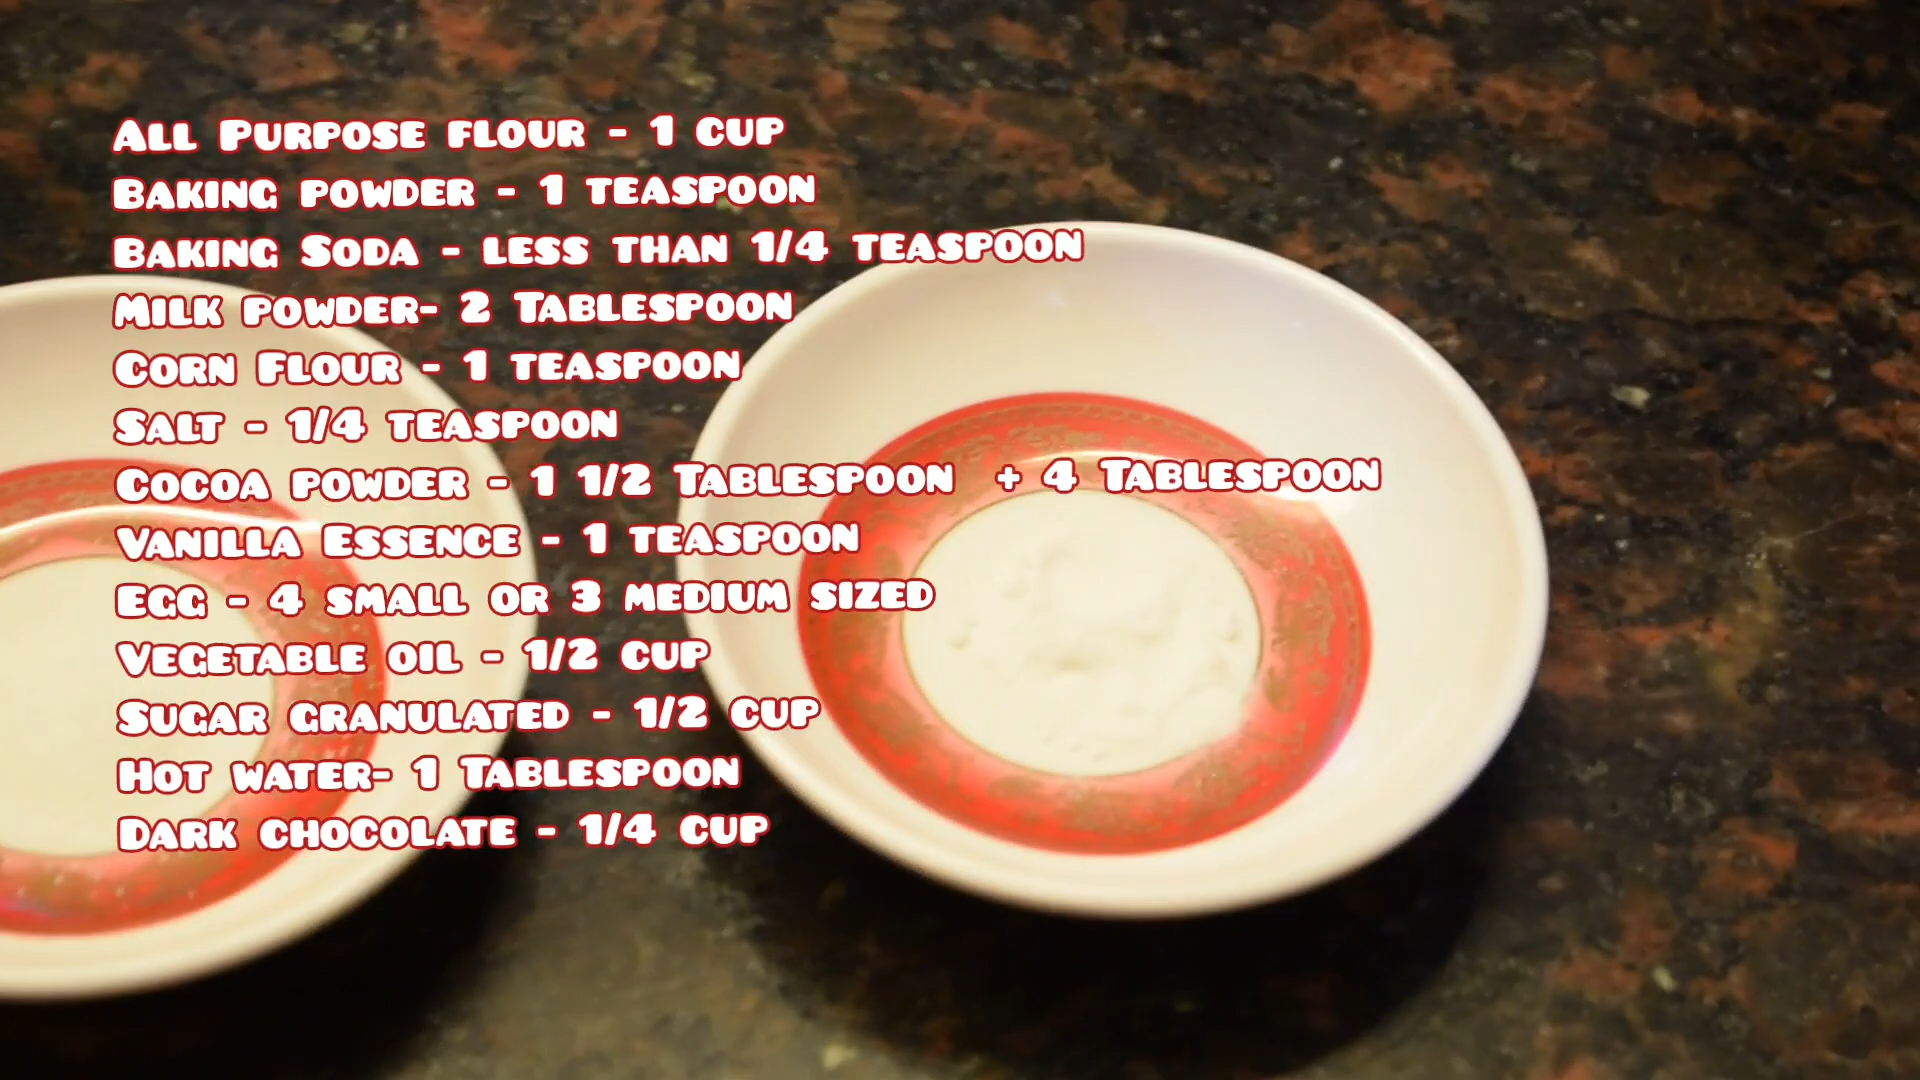 All Purpose flour - 1 cup
Baking powder - 1 teaspoon
Baking Soda - less than 1/4 teaspoon
Milk powder- 2 Tablespoon
Corn Flour - 1 teaspoon
Salt - 1/4 teaspoon
Cocoa powder - 1 1/2 Tablespoon + 4 Tablespoon
Vanilla Essence - 1 teaspoon
Egg - 4 small or 3 medium sized
Vegetable oil - 1/2 cup
Sugar granulated - 1/2 cup
Hot water- 1 Tablespoon
Dark chocolate - 1/4 cup